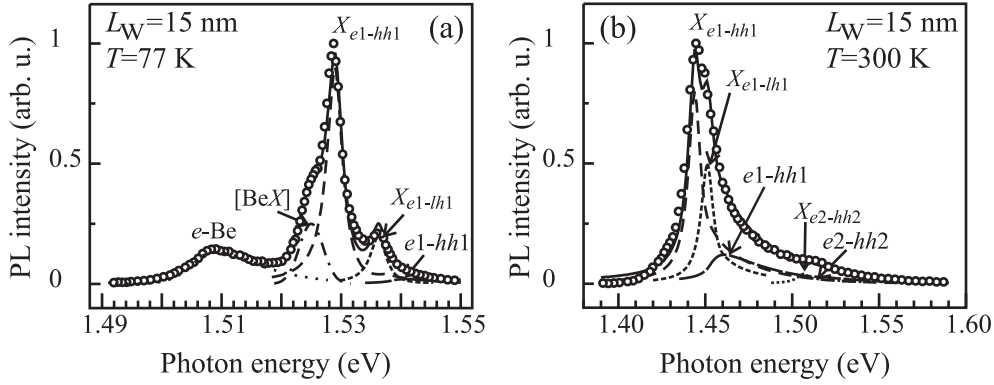 L_W=15 nm
T=77 K
X_e1-hh1
(a)
[BeX]
e-Be
X_e1-lh1
e1-hh1
PL intensity (arb. u.)
1
0.5
0
1.49 1.51 1.53 1.55
Photon energy (eV)
X_e1-hh1
(b)
L_W=15 nm
T=300 K
X_e1-lh1
e1-hh1
X_e2-hh2
e2-hh2
PL intensity (arb. u.)
1
0.5
0
1.40 1.45 1.50 1.55 1.60
Photon energy (eV)